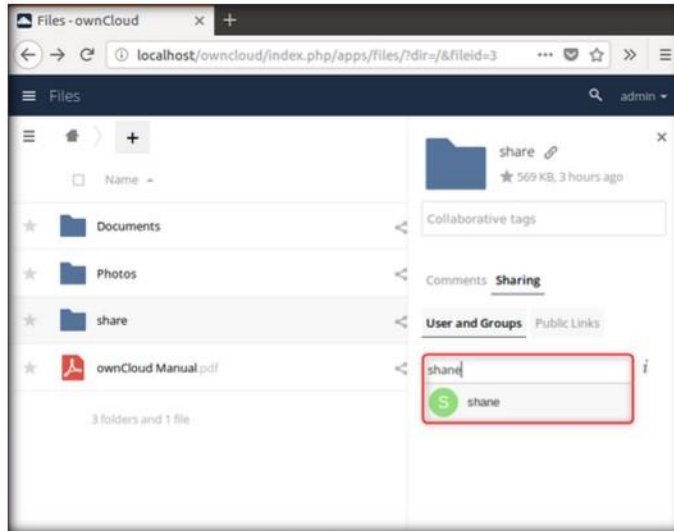 Files - ownCloud
localhost/owncloud/index.php/apps/files/?dir=/&fileid=3
Files
admin
Name
Documents
Photos
share
ownCloud Manual.pdf
3 folders and 1 file
share
569 KB, 3 hours ago
Collaborative tags
Comments Sharing
User and Groups Public Links
shane
S shane